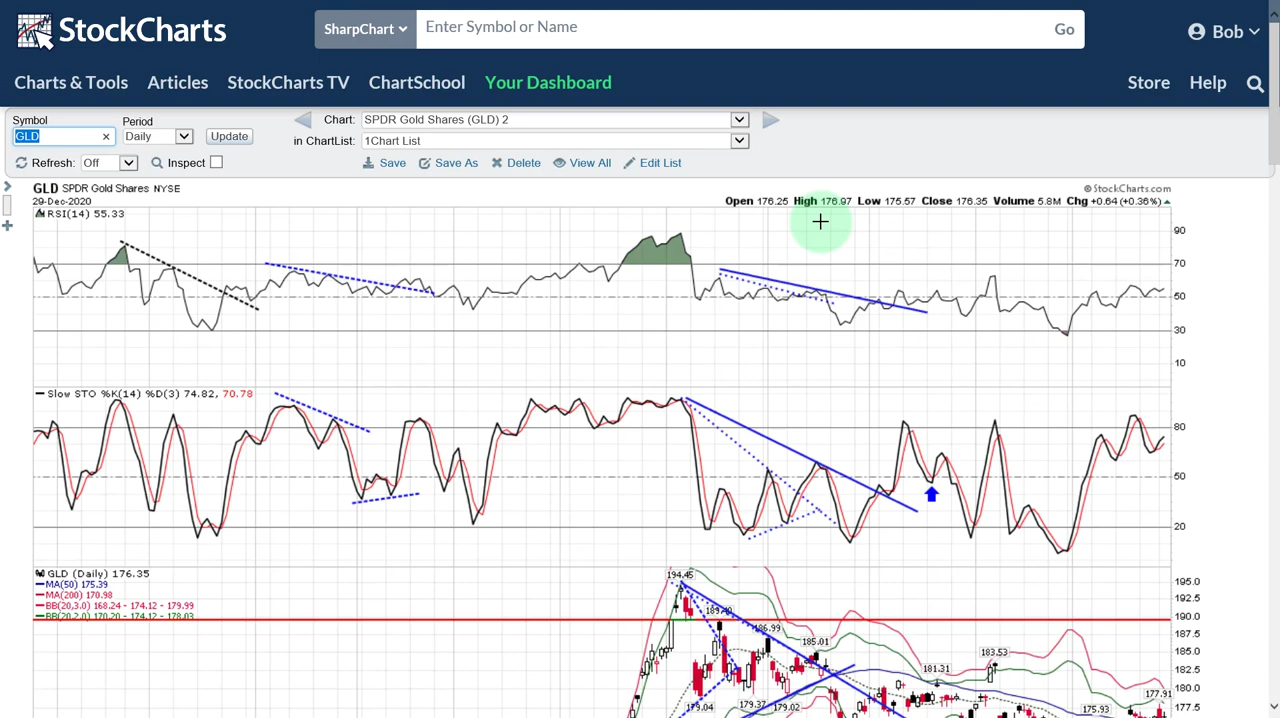 StockCharts
SharpChart
Enter Symbol or Name
Go
Bob
Charts & Tools Articles StockCharts TV ChartSchool Your Dashboard Store Help
Symbol
Period
GLD × Daily Update
Chart: SPDR Gold Shares (GLD) 2
in ChartList: 1Chart List
Refresh: Off Inspect
Save Save As Delete View All Edit List
GLD SPDR Gold Shares NYSE
© StockCharts.com
29-Dec-2020
Open 176.25 High 176.97 Low 175.57 Close 176.35 Volume 5.8M Chg +0.64 (+0.36%)
RSI(14) 55.33
90
70
50
30
10
Slow STO %K(14) %D(3) 74.82, 70.78
80
50
20
GLD (Daily) 176.35
MA(50) 175.39
MA(200) 170.98
BB(20,3.0) 168.24 - 174.12 - 179.99
BB(20,2.0) 170.20 - 174.12 - 178.03
194.45
186.99
185.01
183.53
181.31
179.04
179.37
179.02
175.93
177.91
195.0
192.5
190.0
187.5
185.0
182.5
180.0
177.5